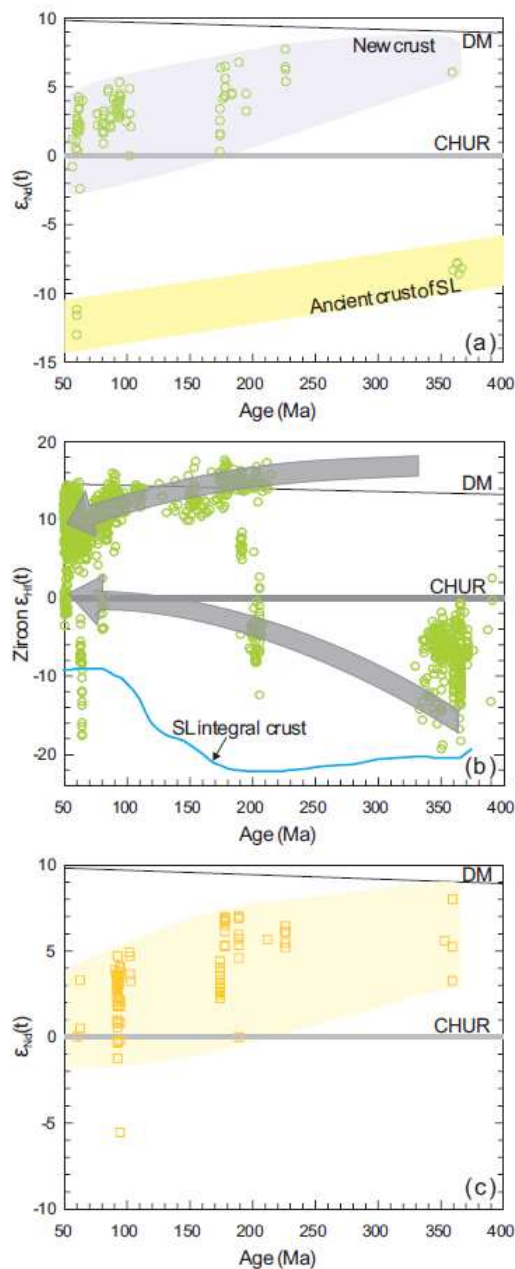 10
New crust
DM
5
CHUR
0
εNd(t)
-5
-10
Ancient crust of SL
-15
(a)
50 100 150 200 250 300 350 400
Age (Ma)
20
DM
10
CHUR
0
Zircon εHf(t)
-10
SL integral crust
-20
(b)
50 100 150 200 250 300 350 400
Age (Ma)
10
DM
5
CHUR
0
εNd(t)
-5
-10
(c)
50 100 150 200 250 300 350 400
Age (Ma)